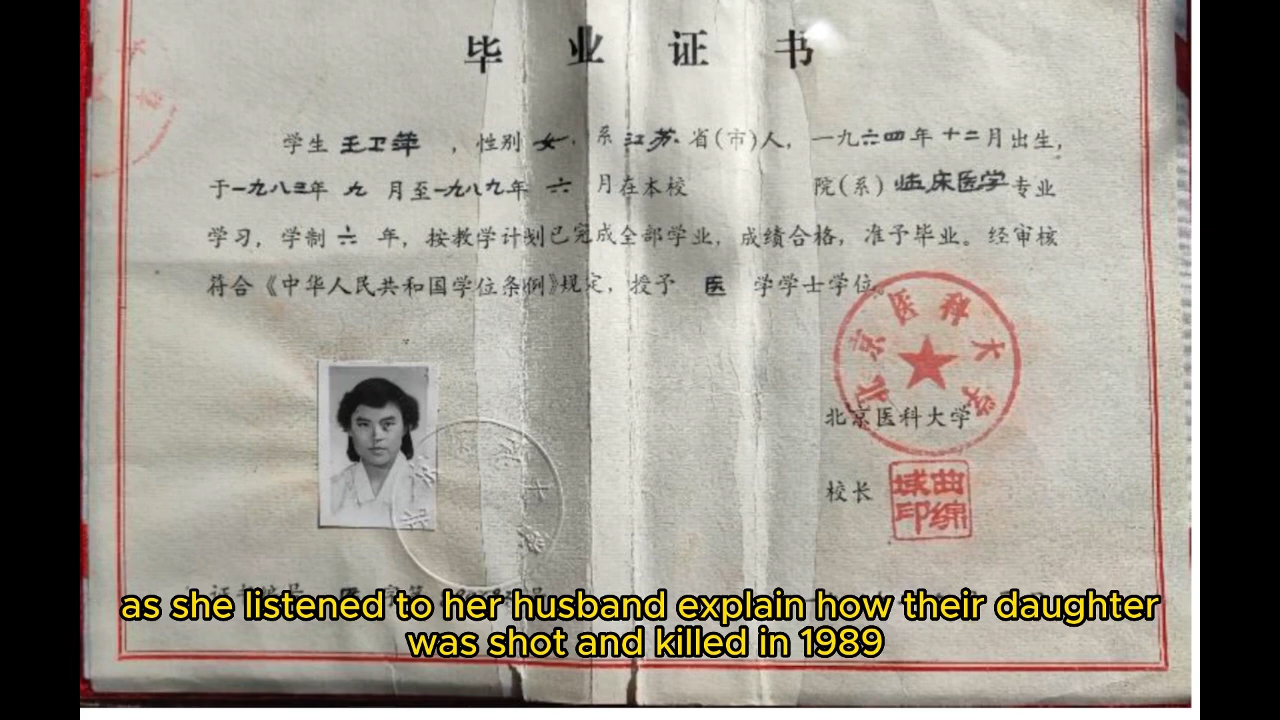 毕业证书
学生 王卫萍 ，性别 女，系 江苏 省(市)人，一九六四年 十二月出生，
于一九八三年 九 月至一九八九年 六 月在本校 院(系) 临床医学 专业
学习，学制 六 年，按教学计划已完成全部学业，成绩合格，准予毕业。经审核
符合《中华人民共和国学位条例》规定，授予 医 学学士学位。
北京医科大学
北京医科大学
校长
曲绵域印
as she listened to her husband explain how their daughter
was shot and killed in 1989